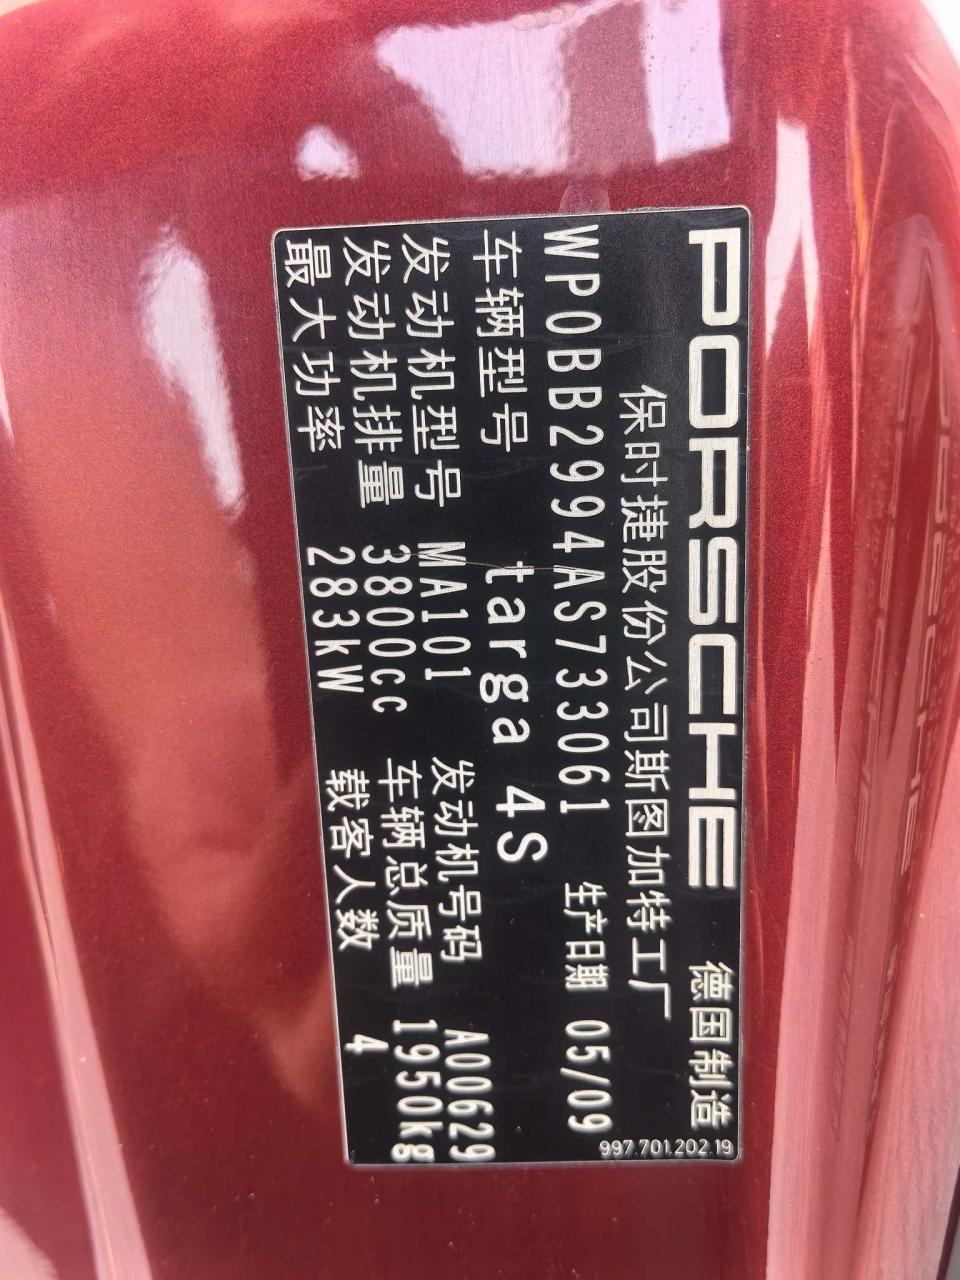 PORSCHE 德国制造
997.701.202.19
保时捷股份公司斯图加特工厂
WP0BB2994AS733061 生产日期 05/09
车辆型号 targa 4S
发动机型号 MA101 发动机号码 A00629
发动机排量 3800cc 车辆总质量 1950kg
最大功率 283kW 载客人数 4